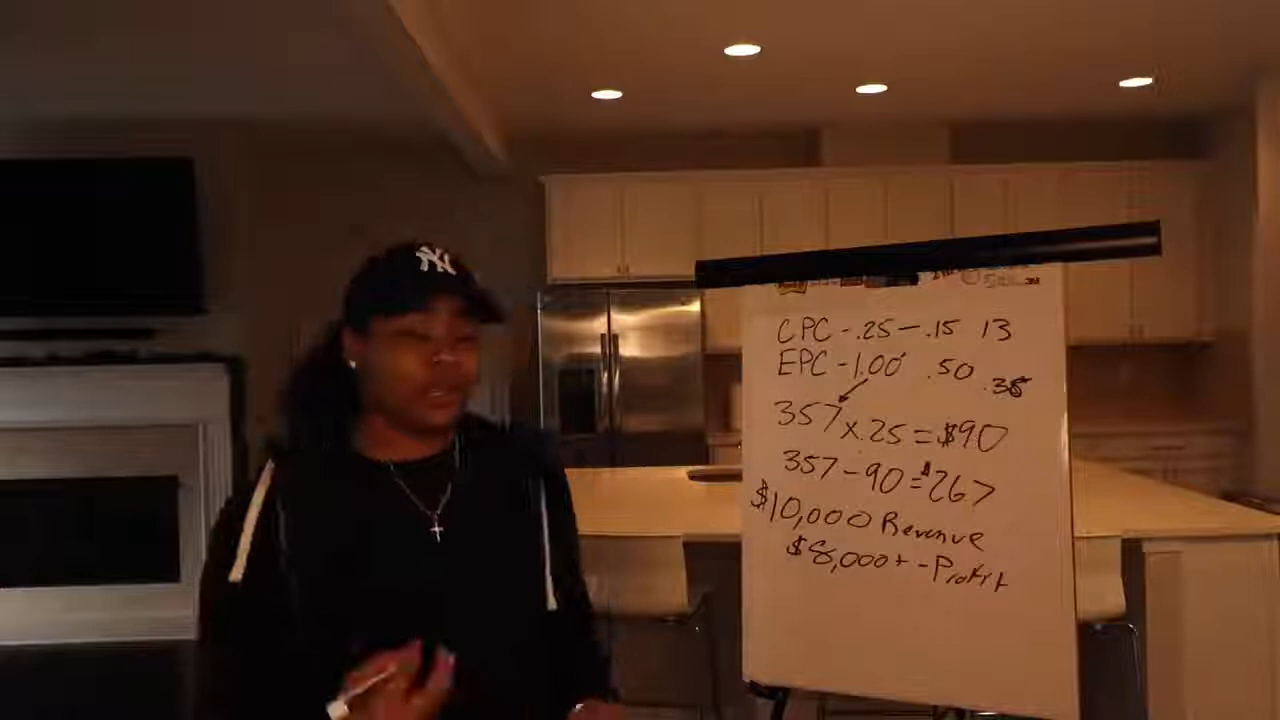 NY
CPC - .25 - .15 13
EPC - 1.00 .50 .35
357 x .25 = $90
357 - 90 = $267
$10,000 Revenue
$8,000+ - Profit